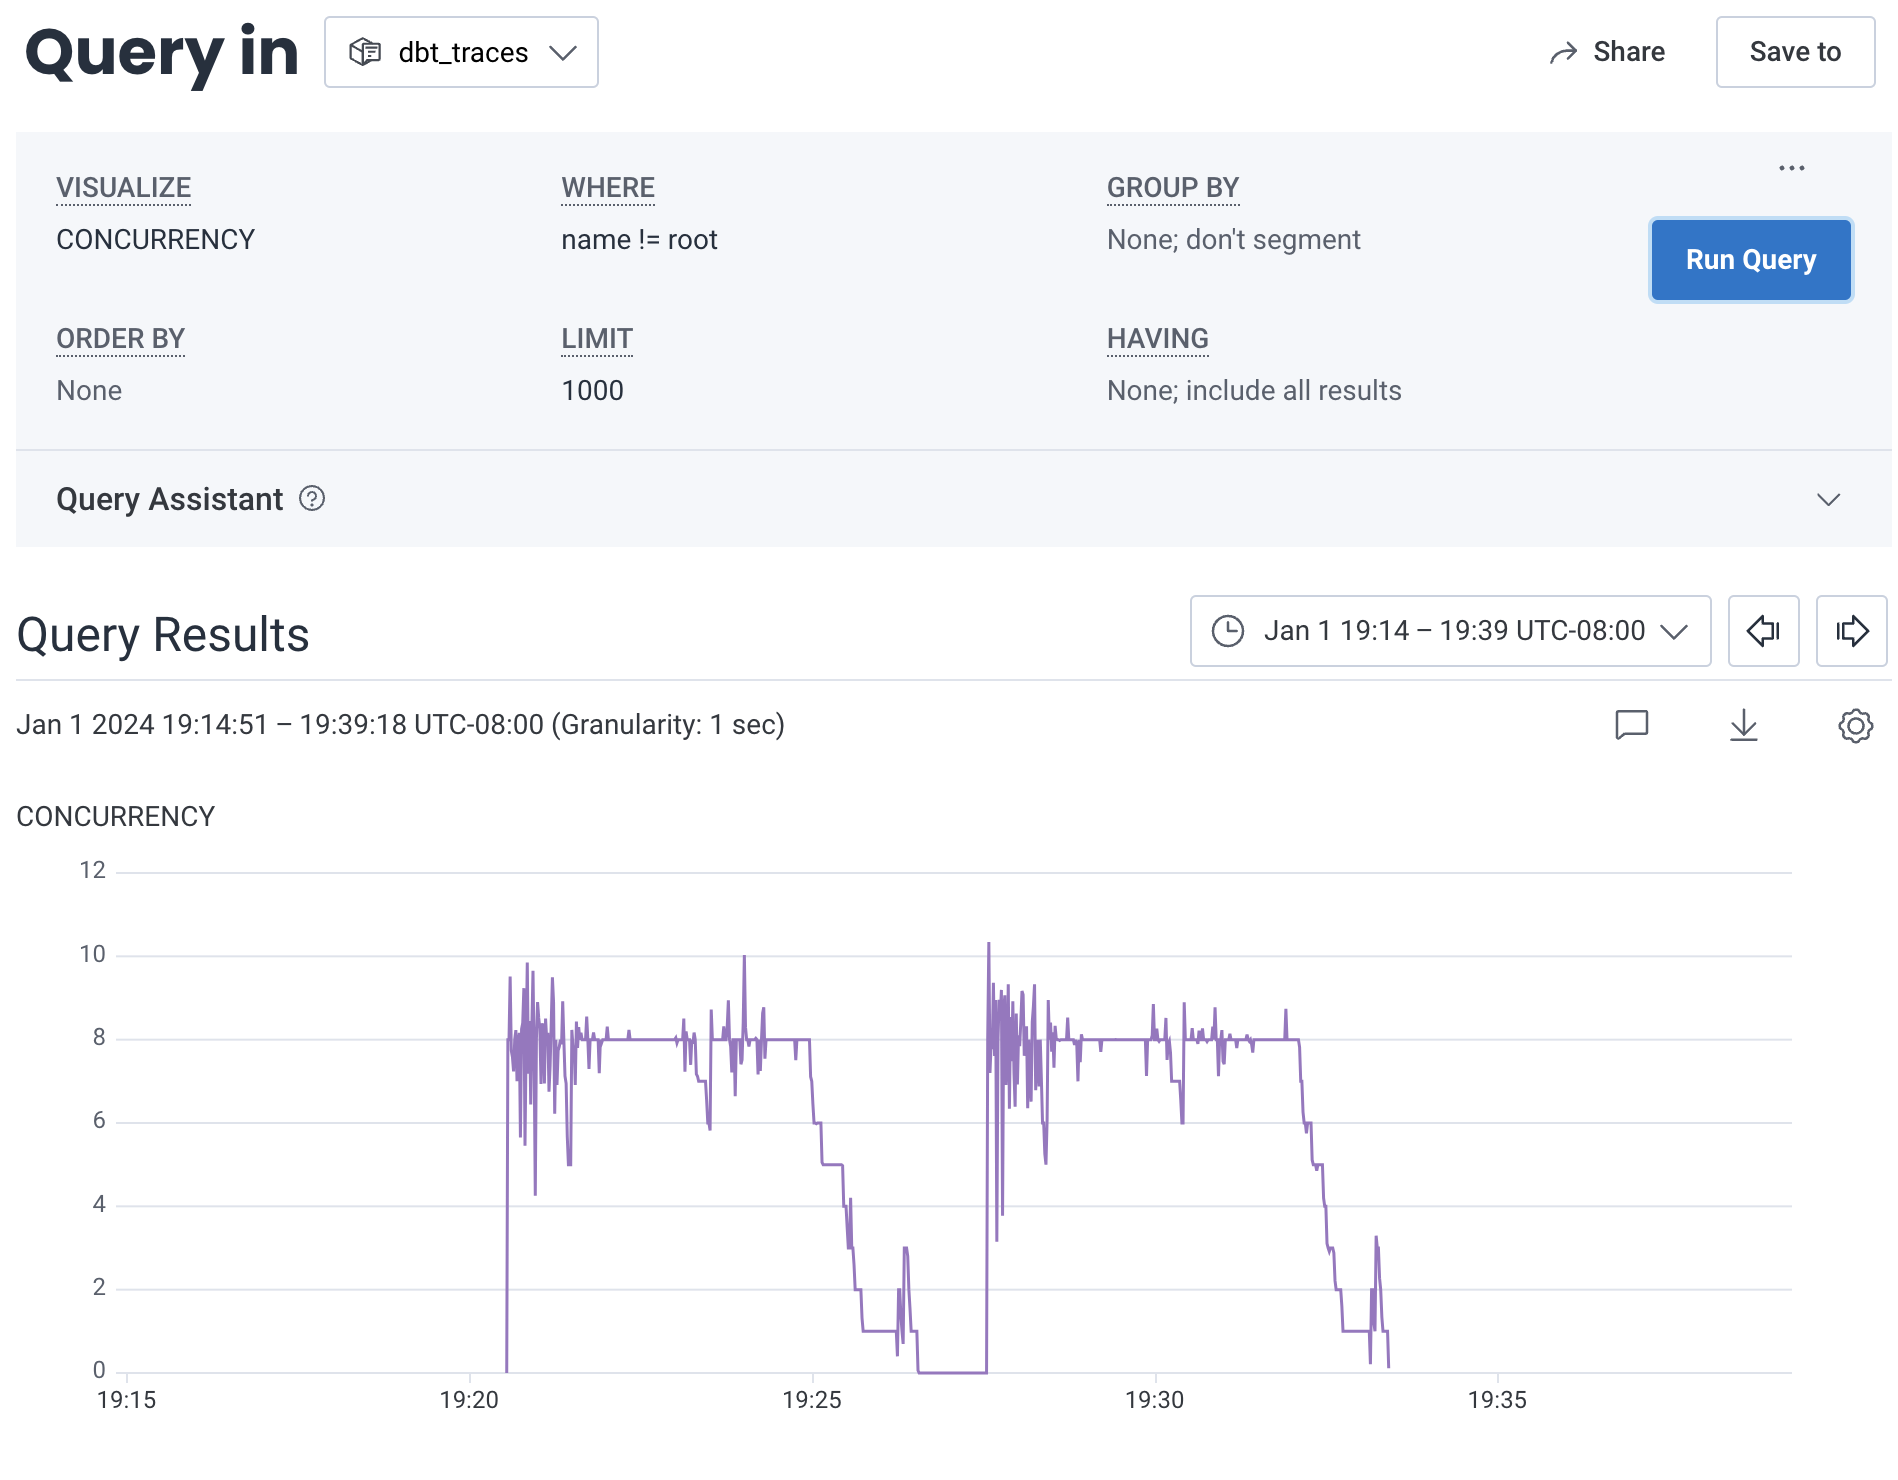 Query in
dbt_traces
Share
Save to
VISUALIZE
CONCURRENCY
WHERE
name != root
GROUP BY
None; don't segment
Run Query
ORDER BY
None
LIMIT
1000
HAVING
None; include all results
Query Assistant
Query Results
Jan 1 19:14 – 19:39 UTC-08:00
Jan 1 2024 19:14:51 – 19:39:18 UTC-08:00 (Granularity: 1 sec)
CONCURRENCY
12
10
8
6
4
2
0
19:15 19:20 19:25 19:30 19:35